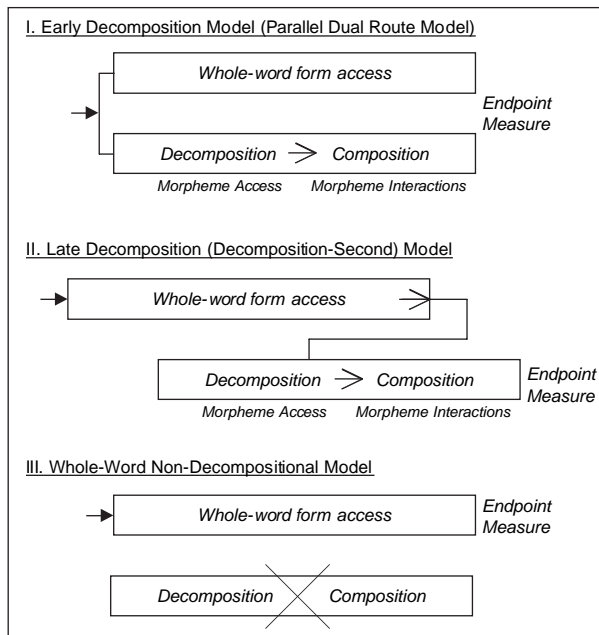 I. Early Decomposition Model (Parallel Dual Route Model)
Whole-word form access
Endpoint
Measure
Decomposition
Composition
Morpheme Access
Morpheme Interactions
II. Late Decomposition (Decomposition-Second) Model
Whole-word form access
Decomposition
Composition
Endpoint
Measure
Morpheme Access
Morpheme Interactions
III. Whole-Word Non-Decompositional Model
Whole-word form access
Endpoint
Measure
Decomposition
Composition